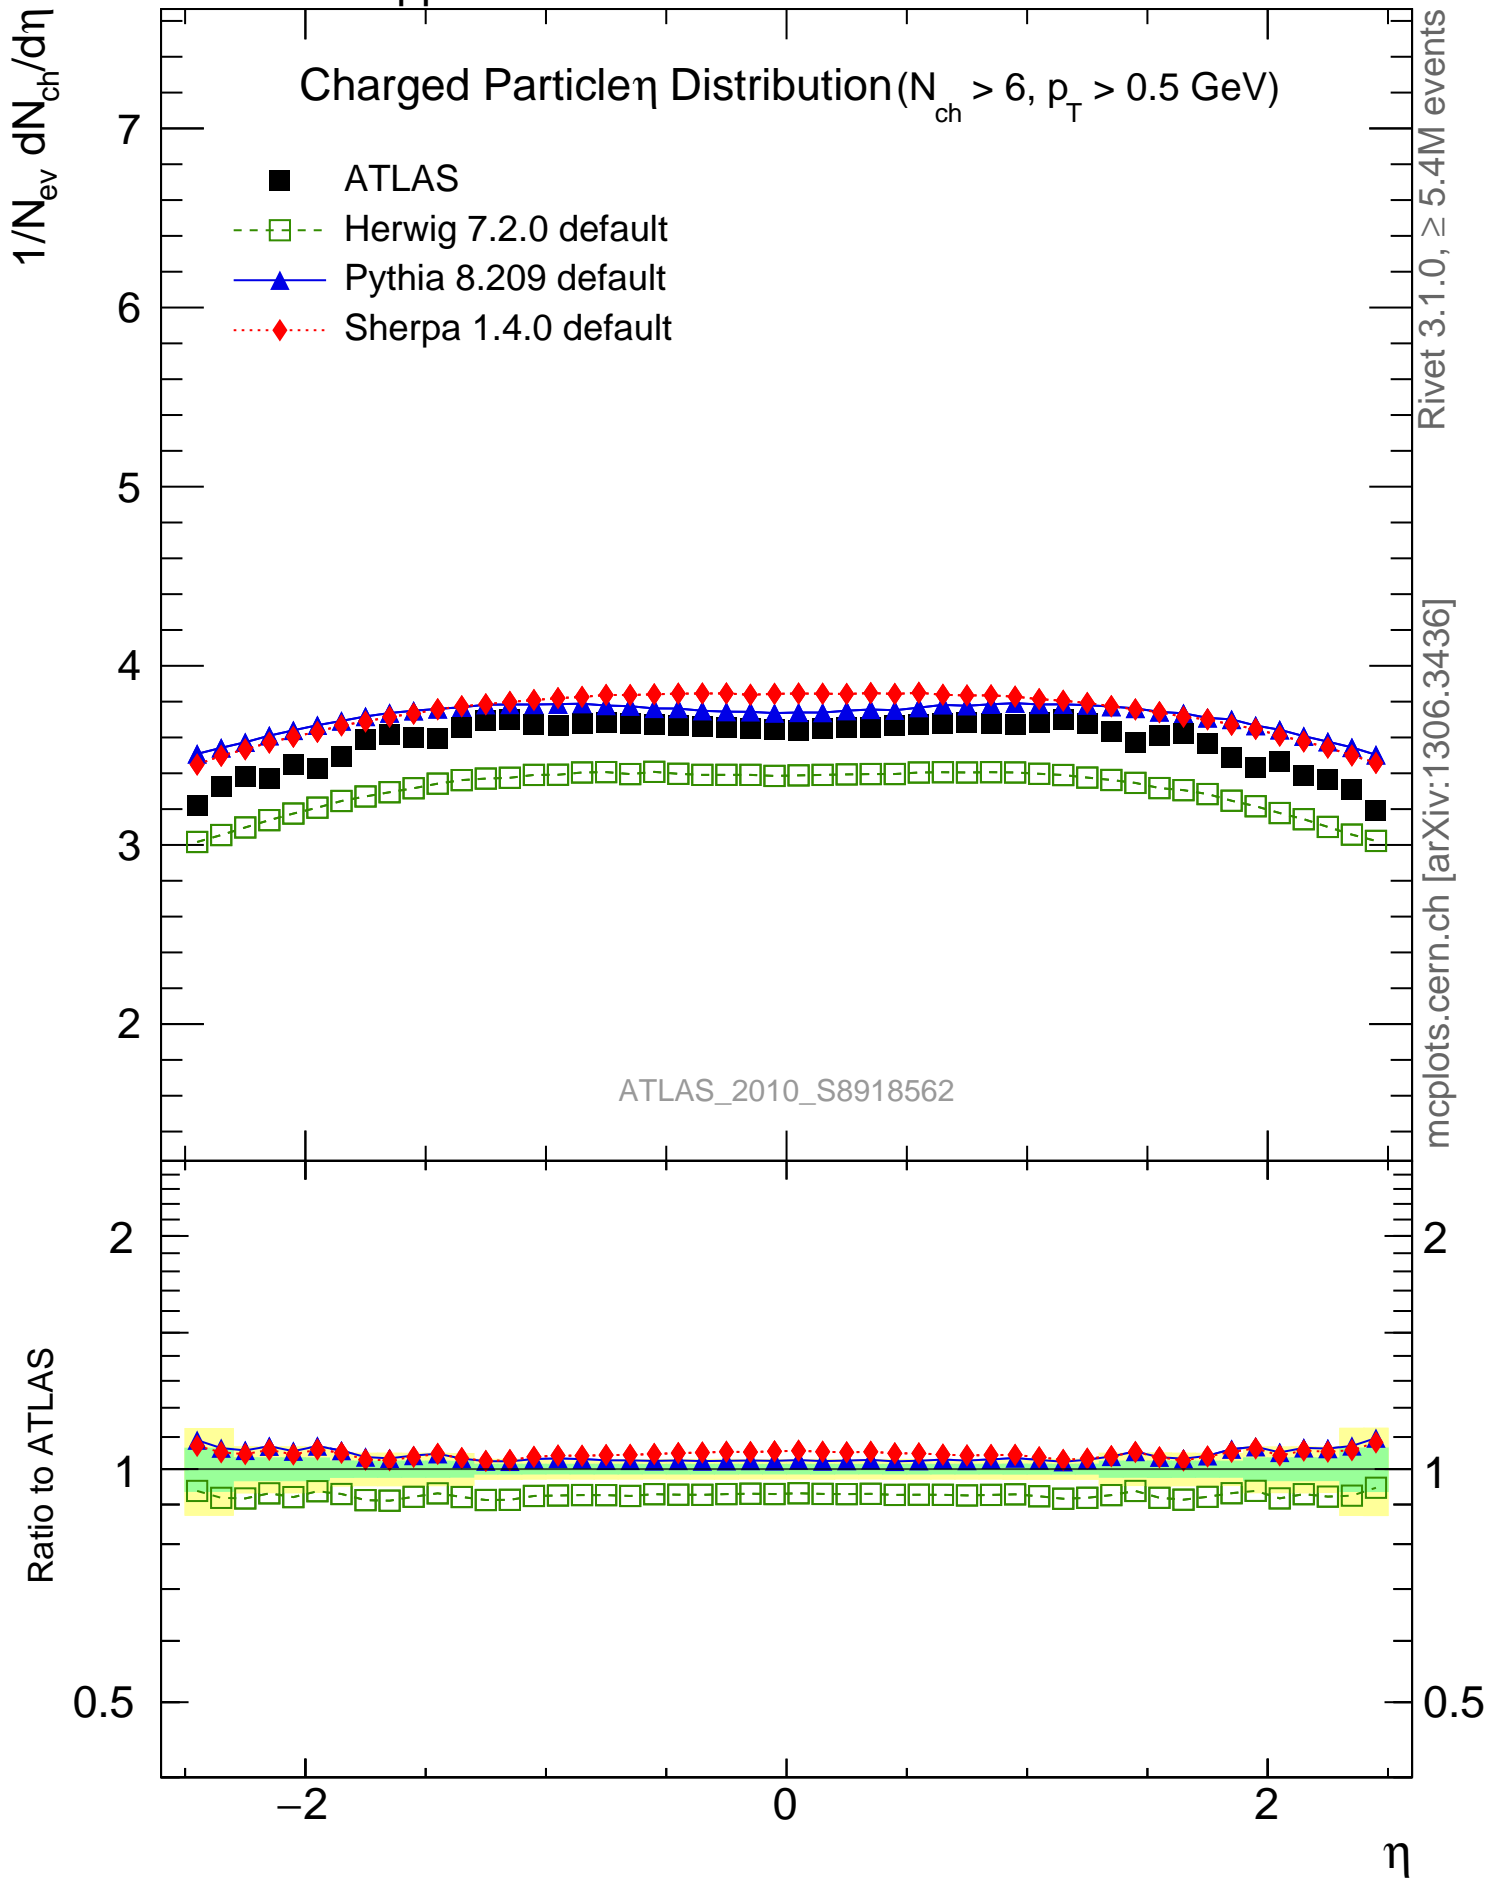 pp
1/N_ev dN_ch/dη
Charged Particleη Distribution (N_ch > 6, p_T > 0.5 GeV)
ATLAS
Herwig 7.2.0 default
Pythia 8.209 default
Sherpa 1.4.0 default
7
6
5
4
3
2
ATLAS_2010_S8918562
Rivet 3.1.0, ≥ 5.4M events
mcplots.cern.ch [arXiv:1306.3436]
Ratio to ATLAS
2
1
0.5
2
1
0.5
−2
0
2
η